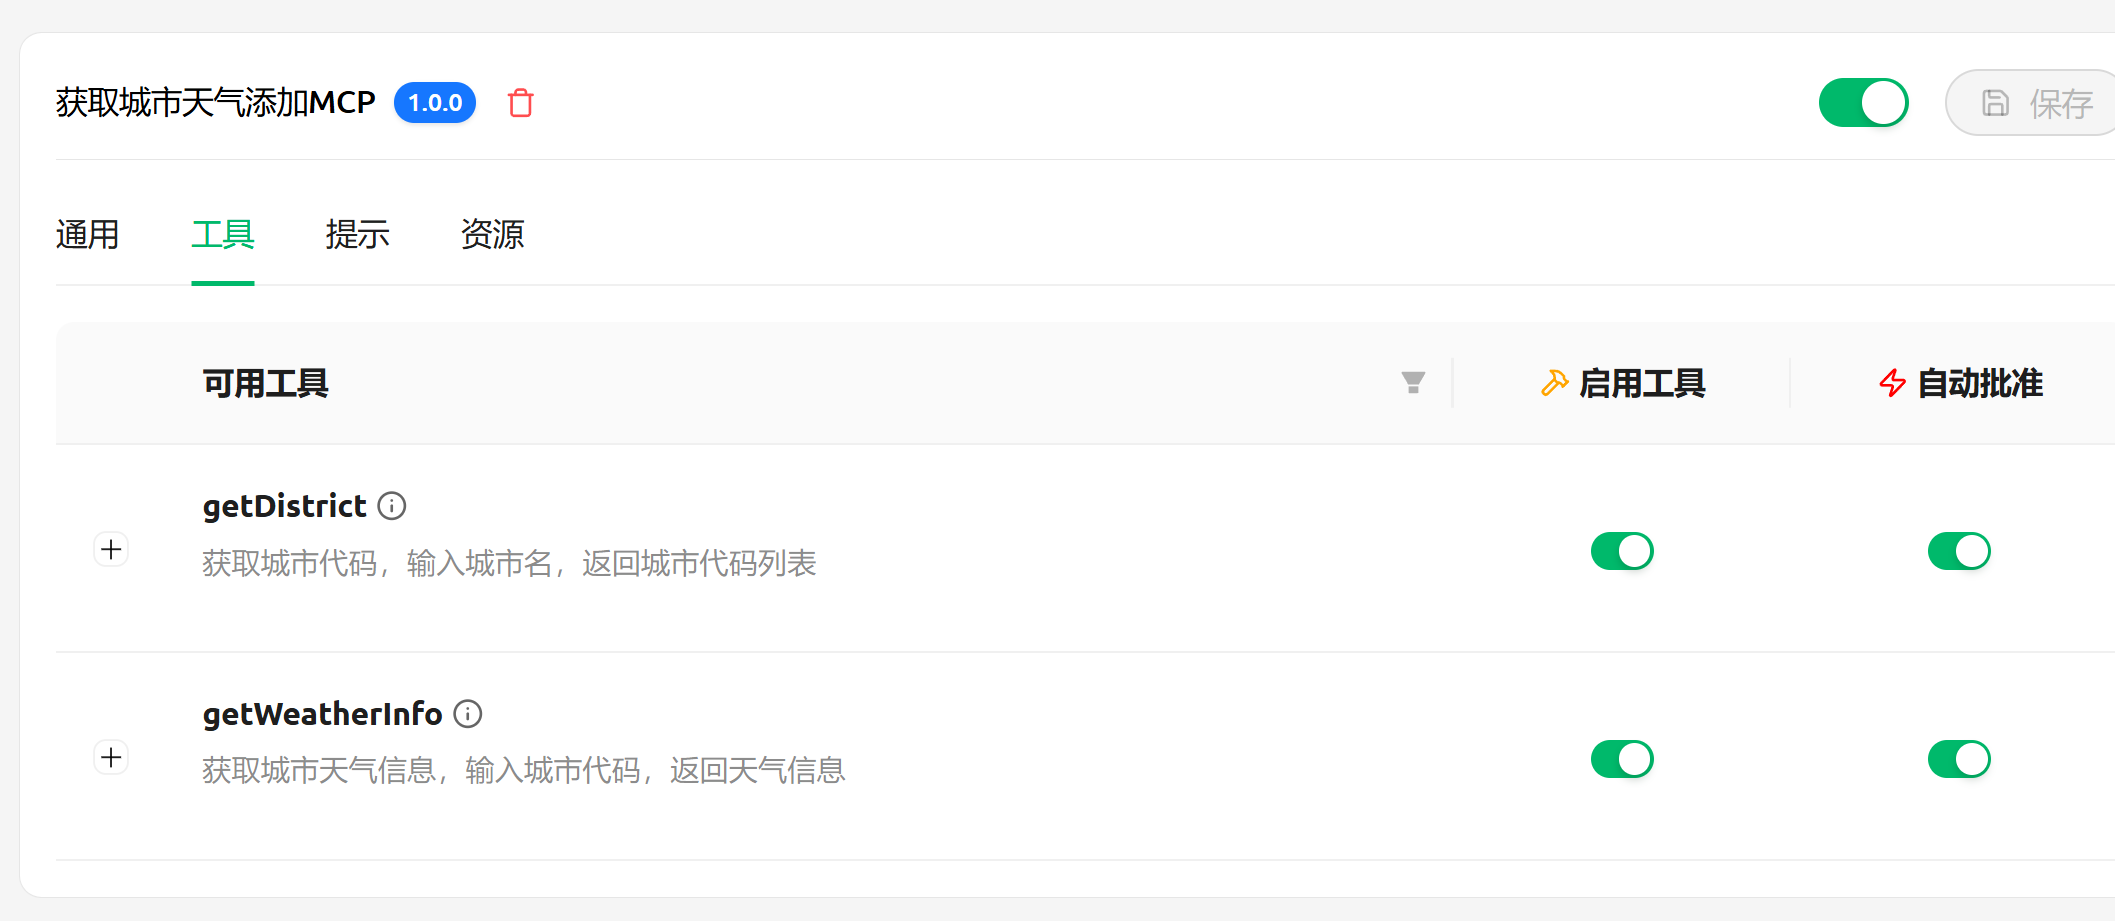 获取城市天气添加MCP 1.0.0 保存
通用 工具 提示 资源
可用工具 启用工具 自动批准
getDistrict
获取城市代码，输入城市名，返回城市代码列表
getWeatherInfo
获取城市天气信息，输入城市代码，返回天气信息